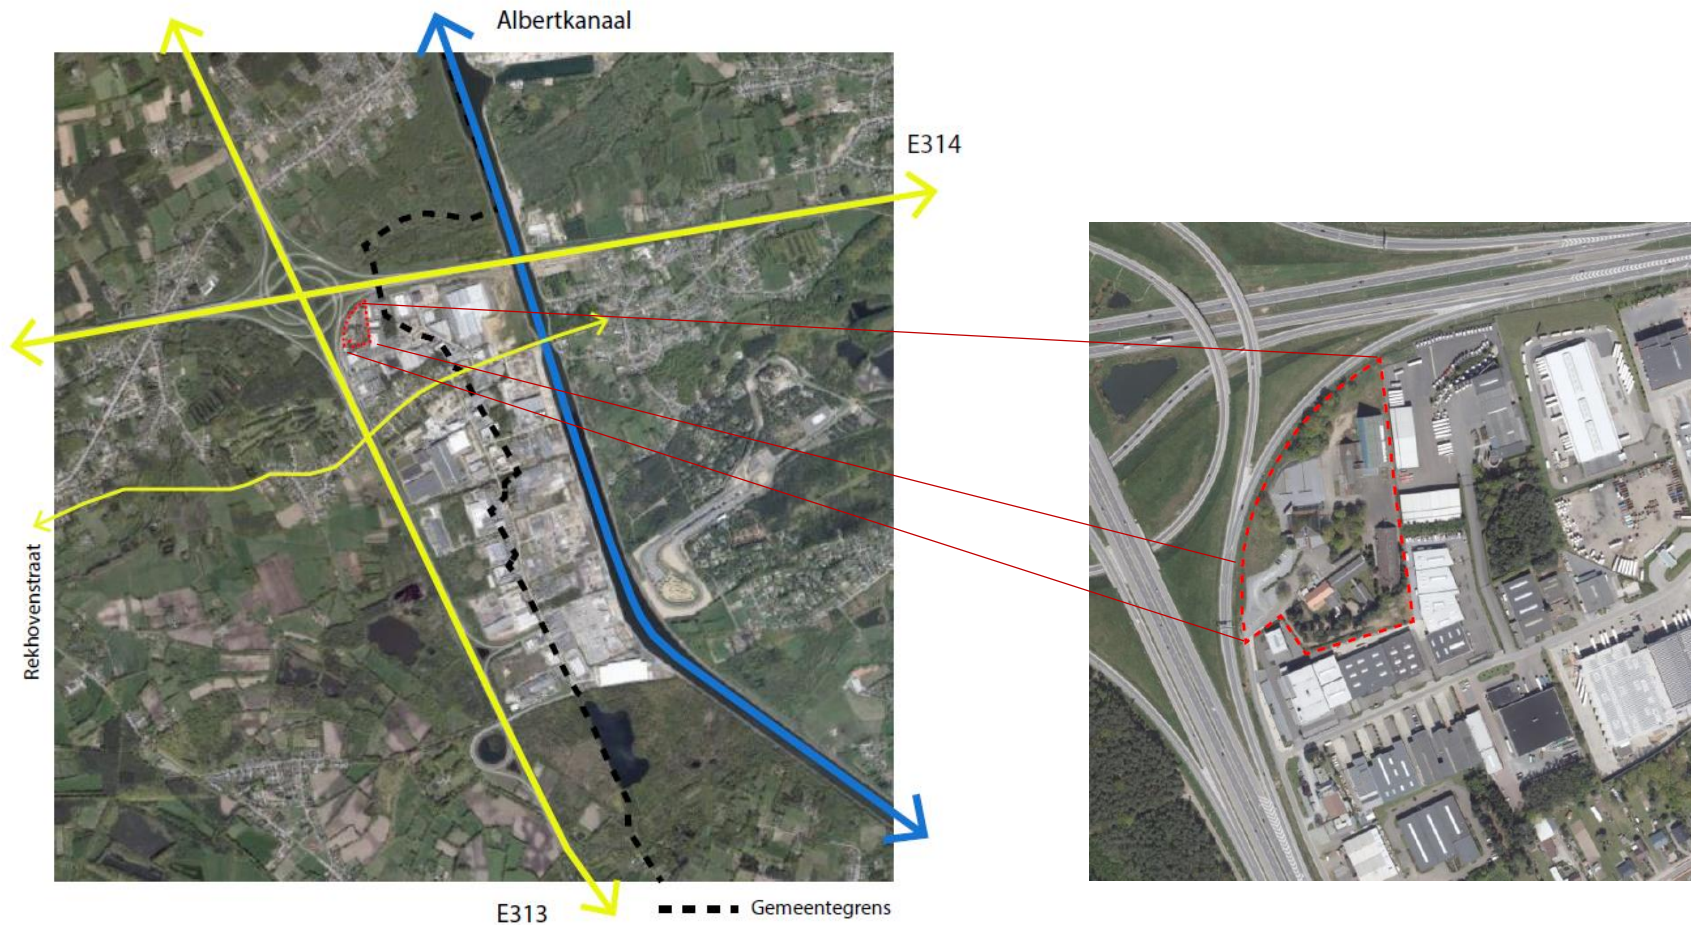 Albertkanaal
E314
Rekhovenstraat
E313
Gemeentegrens